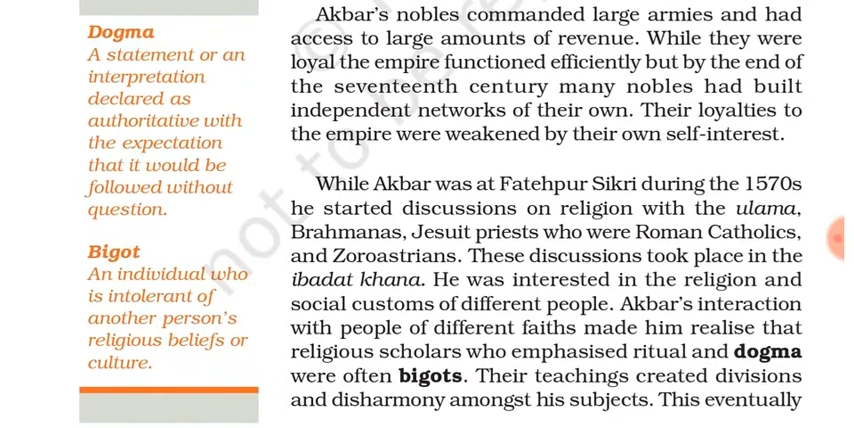 Dogma
A statement or an
interpretation
declared as
authoritative with
the expectation
that it would be
followed without
question.
Bigot
An individual who
is intolerant of
another person's
religious beliefs or
culture.
Akbar's nobles commanded large armies and had
access to large amounts of revenue. While they were
loyal the empire functioned efficiently but by the end of
the seventeenth century many nobles had built
independent networks of their own. Their loyalties to
the empire were weakened by their own self-interest.
While Akbar was at Fatehpur Sikri during the 1570s
he started discussions on religion with the ulama,
Brahmanas, Jesuit priests who were Roman Catholics,
and Zoroastrians. These discussions took place in the
ibadat khana. He was interested in the religion and
social customs of different people. Akbar's interaction
with people of different faiths made him realise that
religious scholars who emphasised ritual and dogma
were often bigots. Their teachings created divisions
and disharmony amongst his subjects. This eventually
not to be re